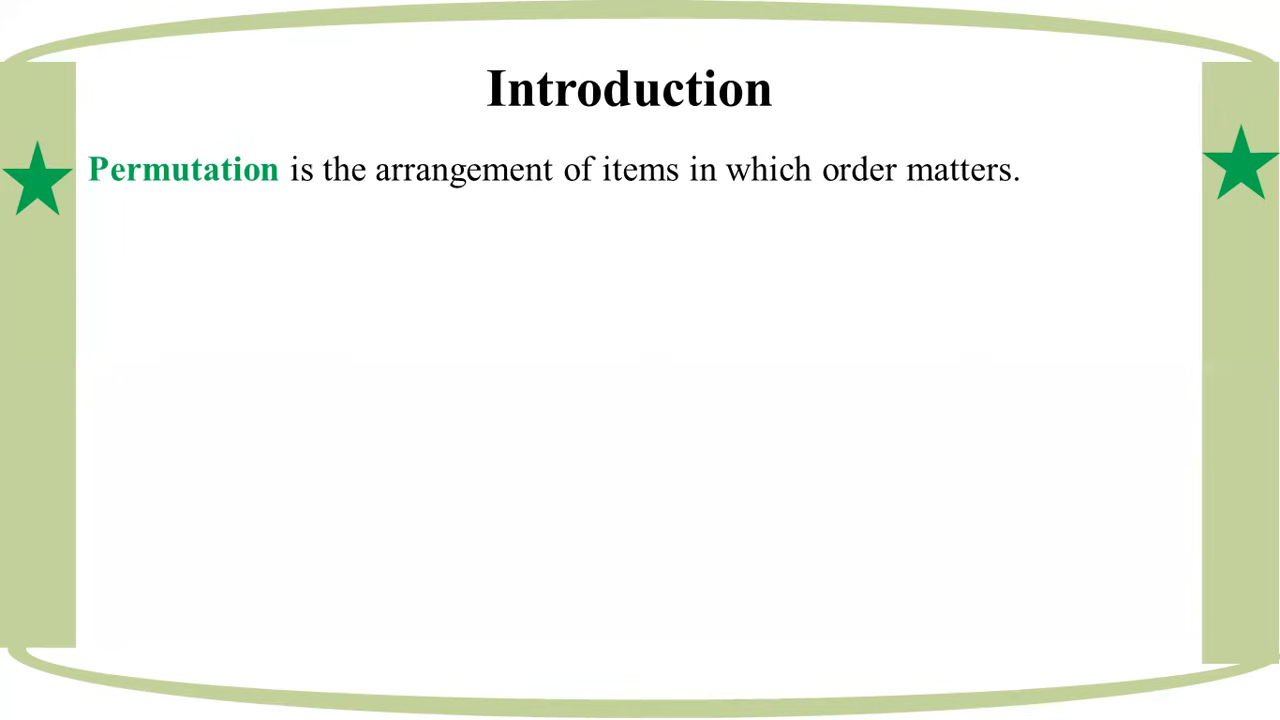 Introduction
Permutation is the arrangement of items in which order matters.